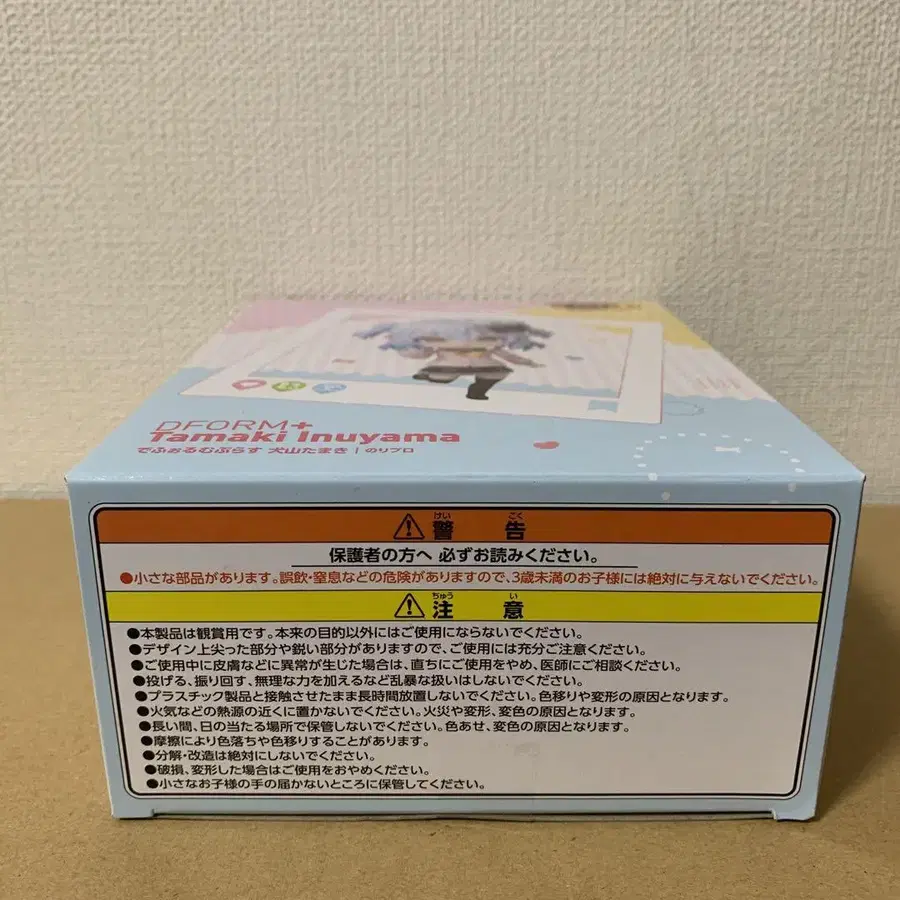 DFORM+
Tamaki Inuyama
でふぉるむぷらす 犬山たまき | のりプロ
けい こく
警 告
保護者の方へ 必ずお読みください。
●小さな部品があります。誤飲・窒息などの危険がありますので、3歳未満のお子様には絶対に与えないでください。
ちゅう い
注 意
●本製品は観賞用です。本来の目的以外にはご使用にならないでください。
●デザイン上尖った部分や鋭い部分がありますので、ご使用には充分ご注意ください。
●ご使用中に皮膚などに異常が生じた場合は、直ちにご使用をやめ、医師にご相談ください。
●投げる、振り回す、無理な力を加えるなど乱暴な扱いはしないでください。
●プラスチック製品と接触させたまま長時間放置しないでください。色移りや変形の原因となります。
●火気などの熱源の近くに置かないでください。火災や変形、変色の原因となります。
●長い間、日の当たる場所で保管しないでください。色あせ、変色の原因となります。
●摩擦により色落ちや色移りすることがあります。
●分解・改造は絶対にしないでください。
●破損、変形した場合はご使用をおやめください。
●小さなお子様の手の届かないところに保管してください。